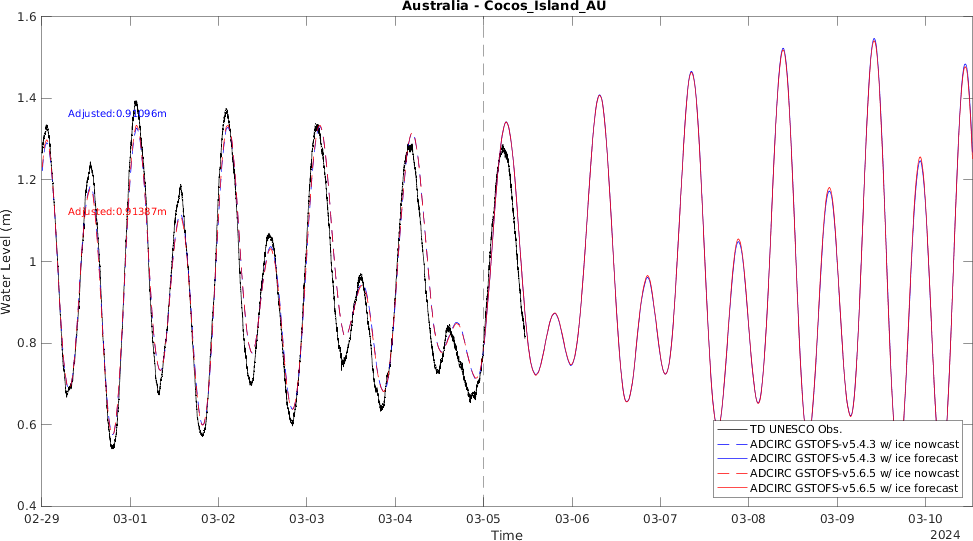 Australia - Cocos_Island_AU
1.6
1.4
1.2
1
0.8
0.6
0.4
Water Level (m)
Adjusted:0.91096m
Adjusted:0.91387m
TD UNESCO Obs.
ADCIRC GSTOFS-v5.4.3 w/ ice nowcast
ADCIRC GSTOFS-v5.4.3 w/ ice forecast
ADCIRC GSTOFS-v5.6.5 w/ ice nowcast
ADCIRC GSTOFS-v5.6.5 w/ ice forecast
02-29 03-01 03-02 03-03 03-04 03-05 03-06 03-07 03-08 03-09 03-10
Time
2024